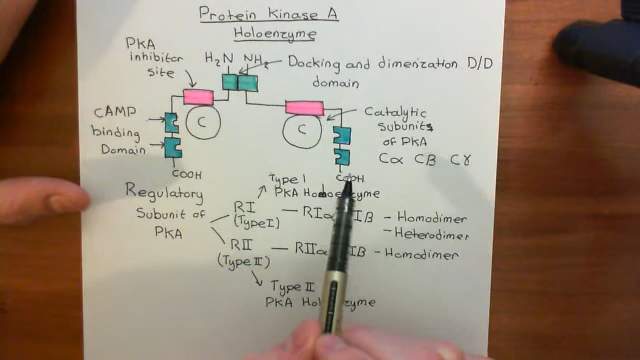 Protein Kinase A
Holoenzyme
PKA
inhibitor
site
H₂N NH₂
Docking and dimerization D/D
domain
CAMP
binding
Domain
C
C
Catalytic
Subunits
of PKA
Cα Cβ Cγ
COOH
COOH
Regulatory
Subunit of
PKA
Type I
PKA Holoenzyme
RI
(Type I)
RIα Iβ - Homodimer
- Heterodimer
RII
(Type II)
RIIα IIβ - Homodimer
Type II
PKA Holoenzyme